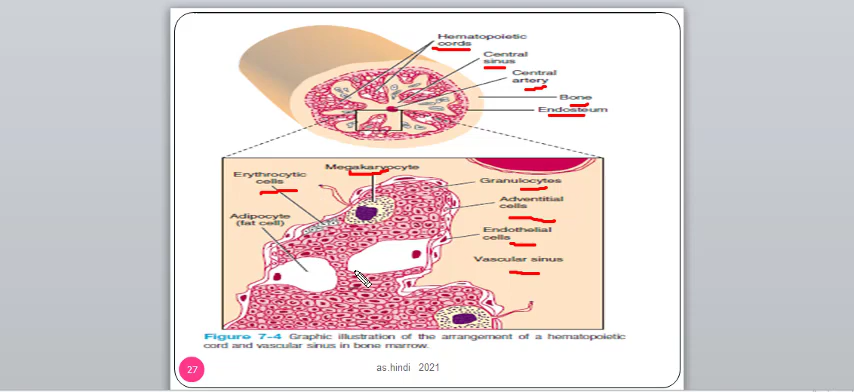 Hematopoietic
cords
Central
sinus
Central
artery
Bone
Endosteum
Megakaryocyte
Erythrocytic
cells
Granulocytes
Adventitial
cells
Adipocyte
(fat cell)
Endothelial
cells
Vascular sinus
Figure 7-4 Graphic illustration of the arrangement of a hematopoietic
cord and vascular sinus in bone marrow.
27
as.hindi 2021